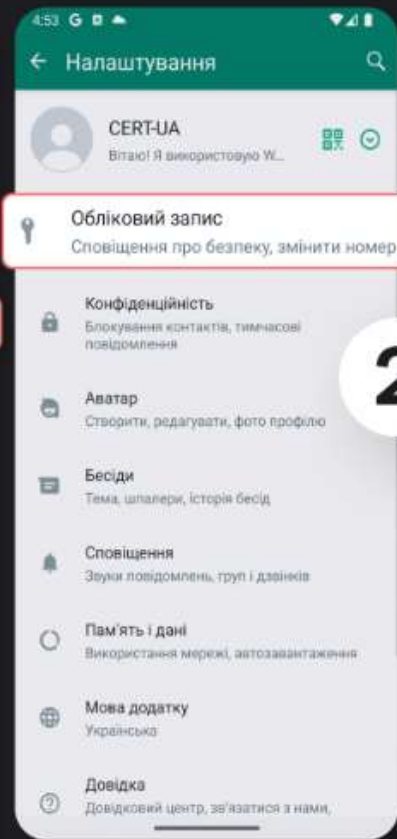 4:53 G
Налаштування
CERT-UA
Вітаю! Я використовую W...
Обліковий запис
Сповіщення про безпеку, змінити номер
Конфіденційність
Блокування контактів, тимчасові
повідомлення
2
Аватар
Створити, редагувати, фото профілю
Бесіди
Тема, шпалери, історія бесід
Сповіщення
Звуки повідомлень, груп і дзвінків
Пам'ять і дані
Використання мережі, автозавантаження
Мова додатку
Українська
Довідка
Довідковий центр, зв'язатися з нами,